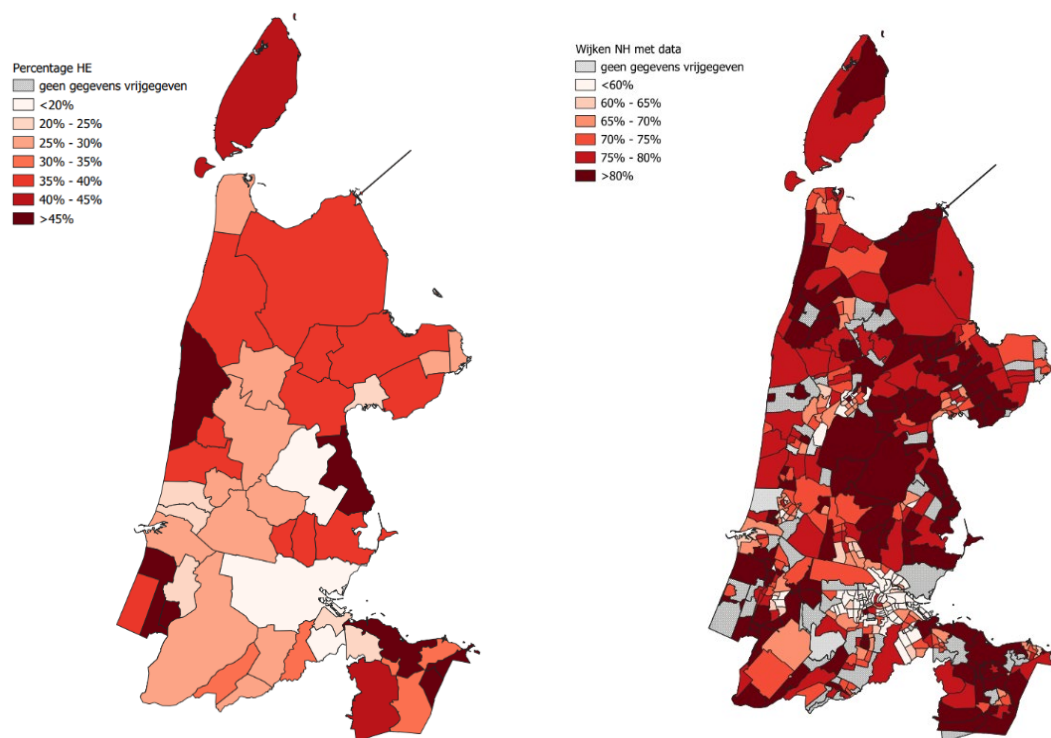 Percentage HE
geen gegevens vrijgegeven
<20%
20% - 25%
25% - 30%
30% - 35%
35% - 40%
40% - 45%
>45%
Wijken NH met data
geen gegevens vrijgegeven
<60%
60% - 65%
65% - 70%
70% - 75%
75% - 80%
>80%